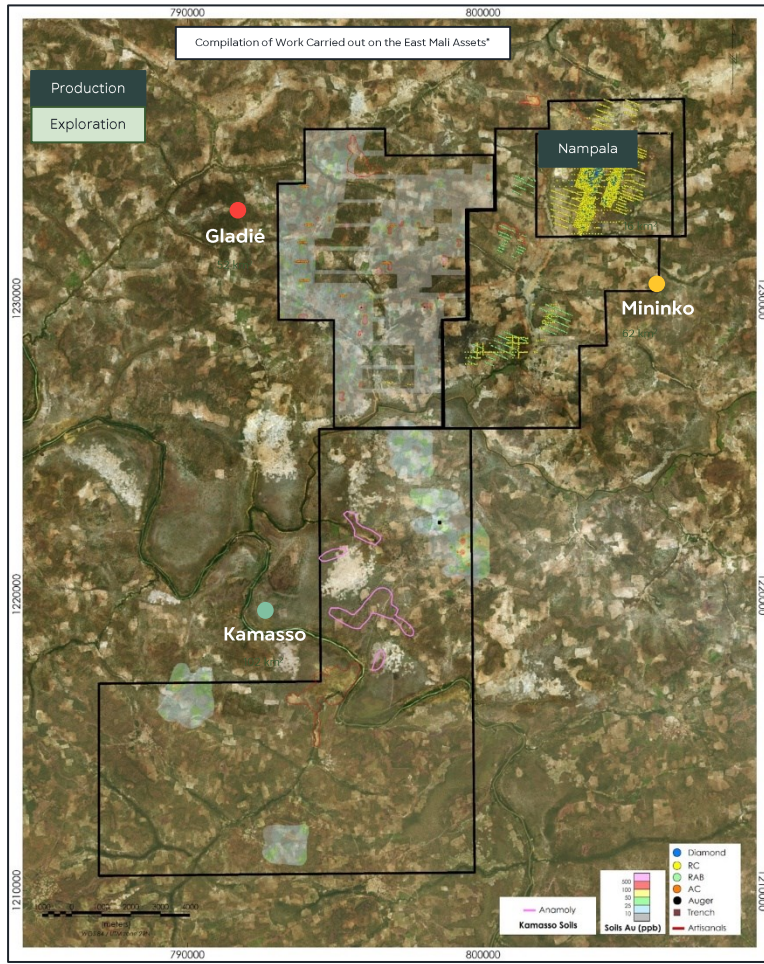 790000
800000
Compilation of Work Carried out on the East Mali Assets*
Production
Exploration
Nampala
Gladié
Mininko
1230000
1230000
Kamasso
1220000
1220000
1210000
1210000
Diamond
RC
RAB
AC
Auger
Trench
Artisanals
500
100
50
25
10
Soils Au (ppb)
Anamoly
Kamasso Soils
4000
790000
800000